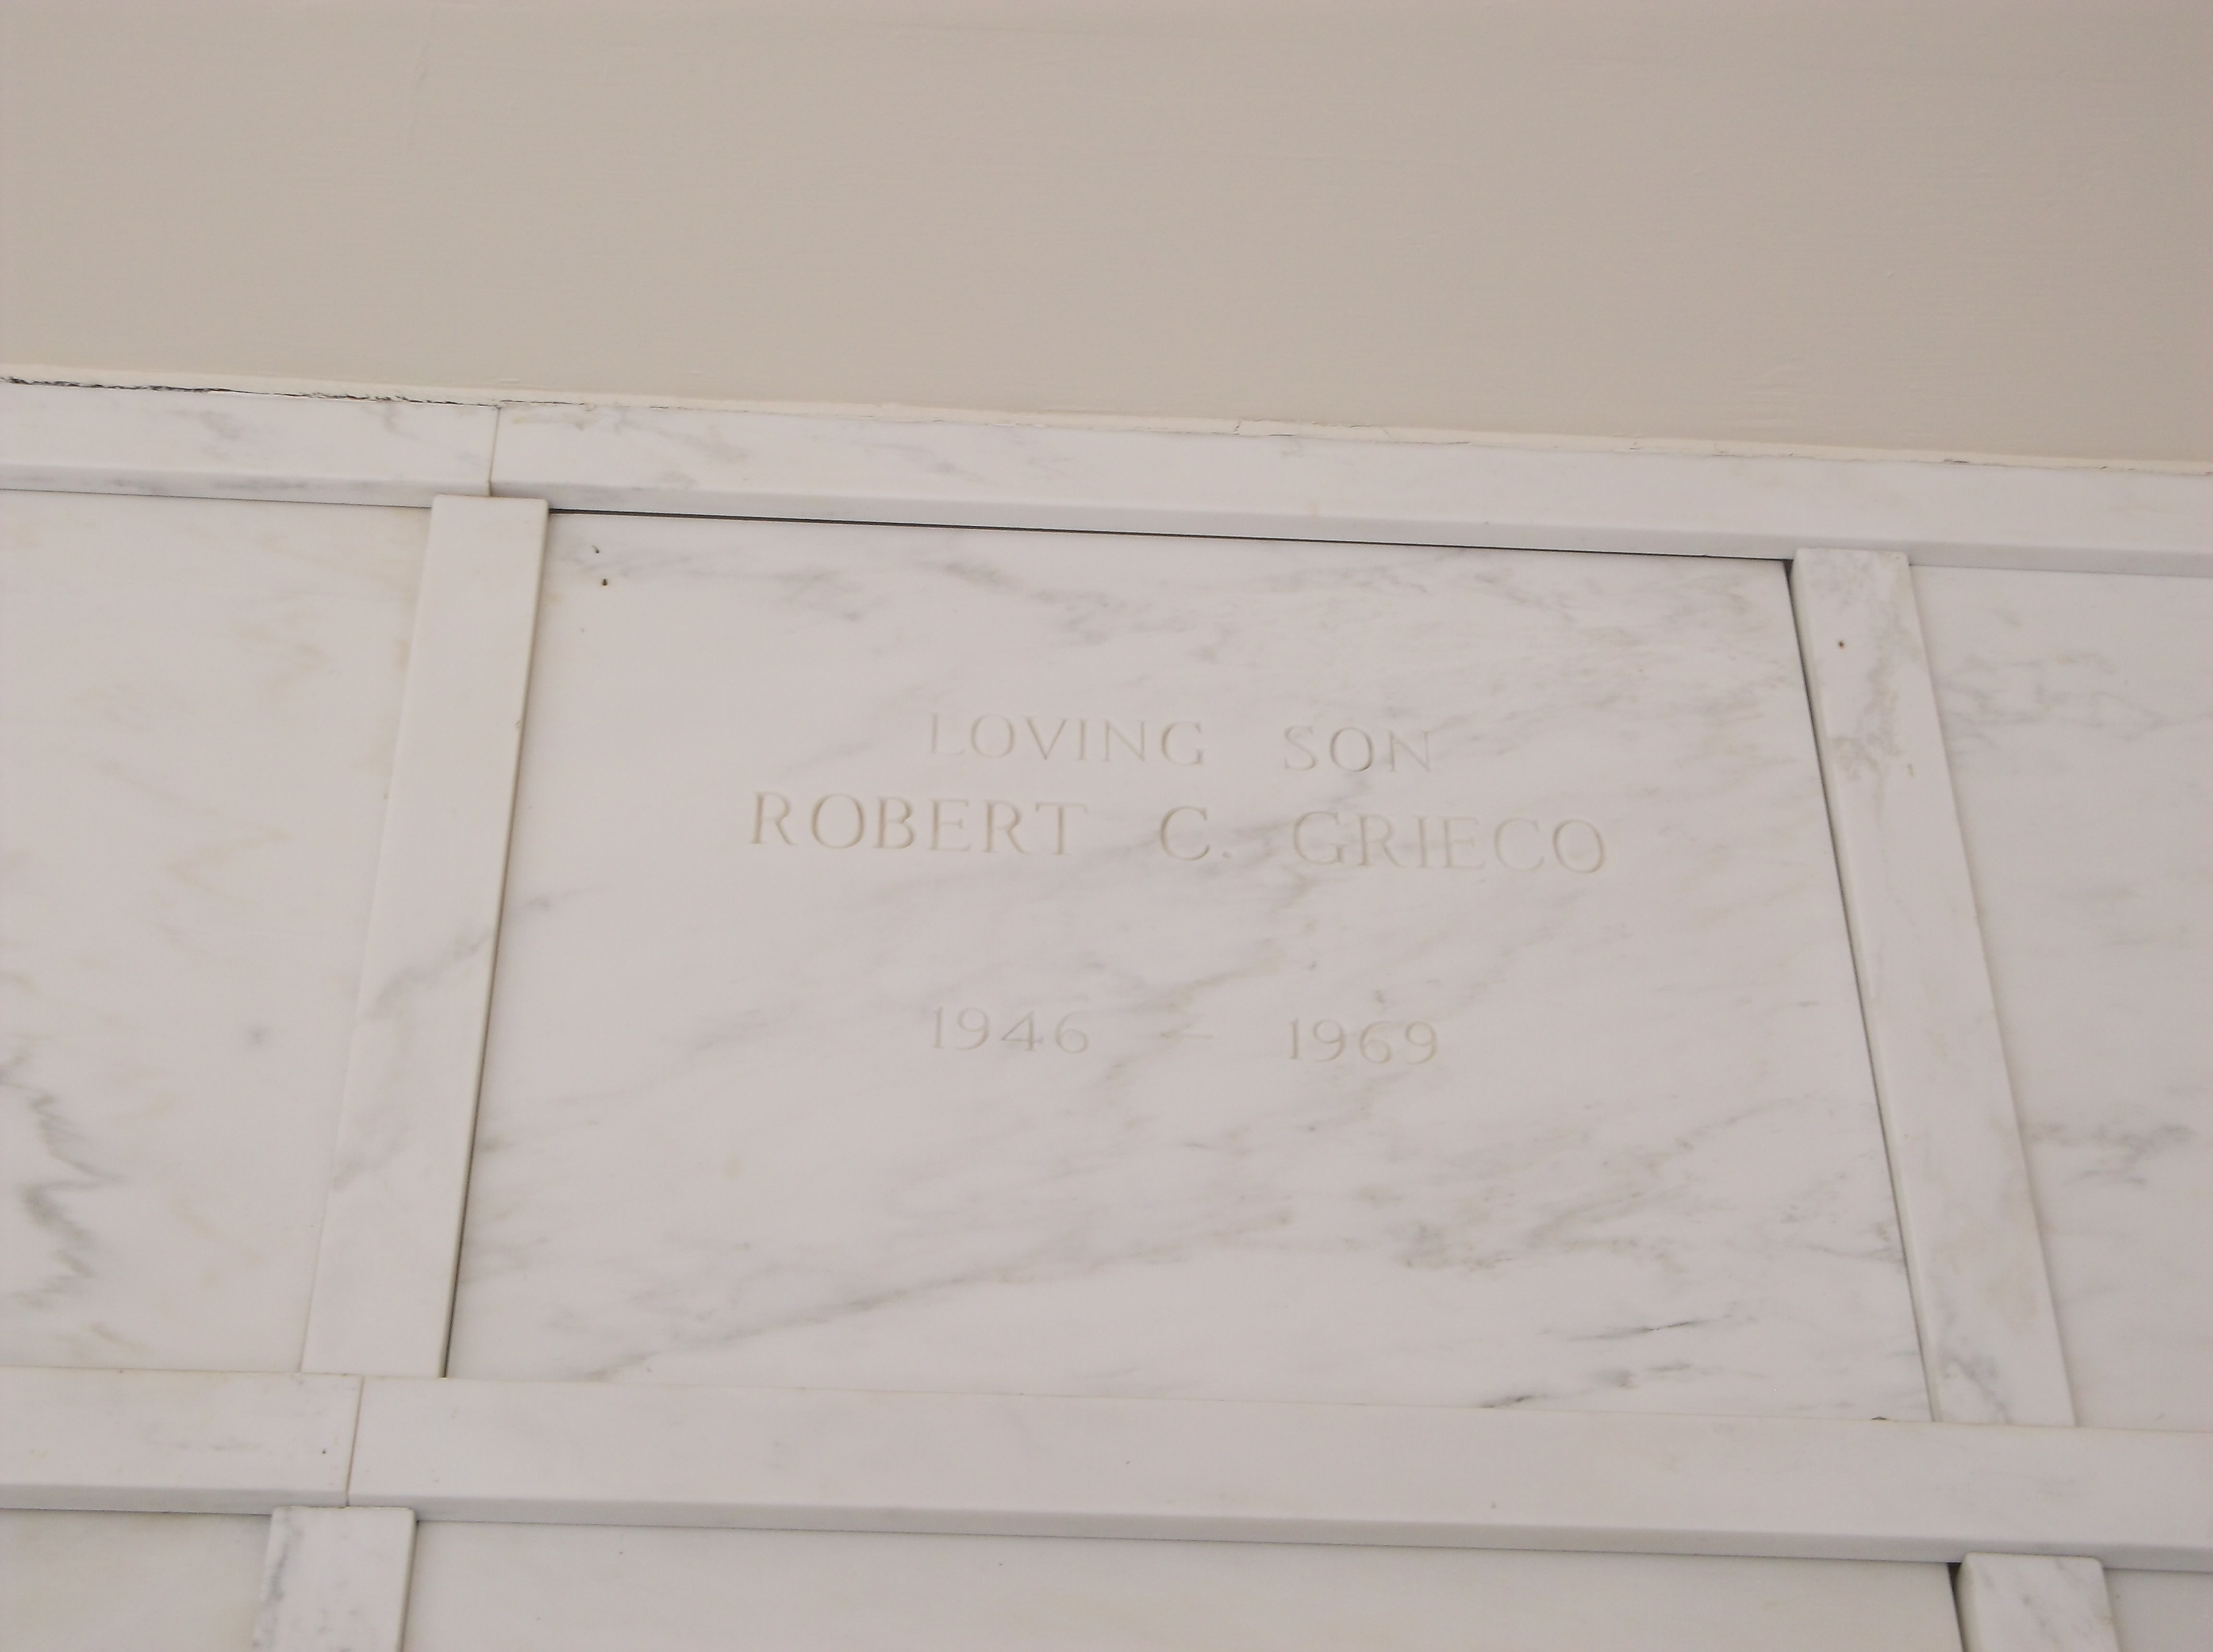 LOVING SON
ROBERT C. GRIECO
1946 - 1969